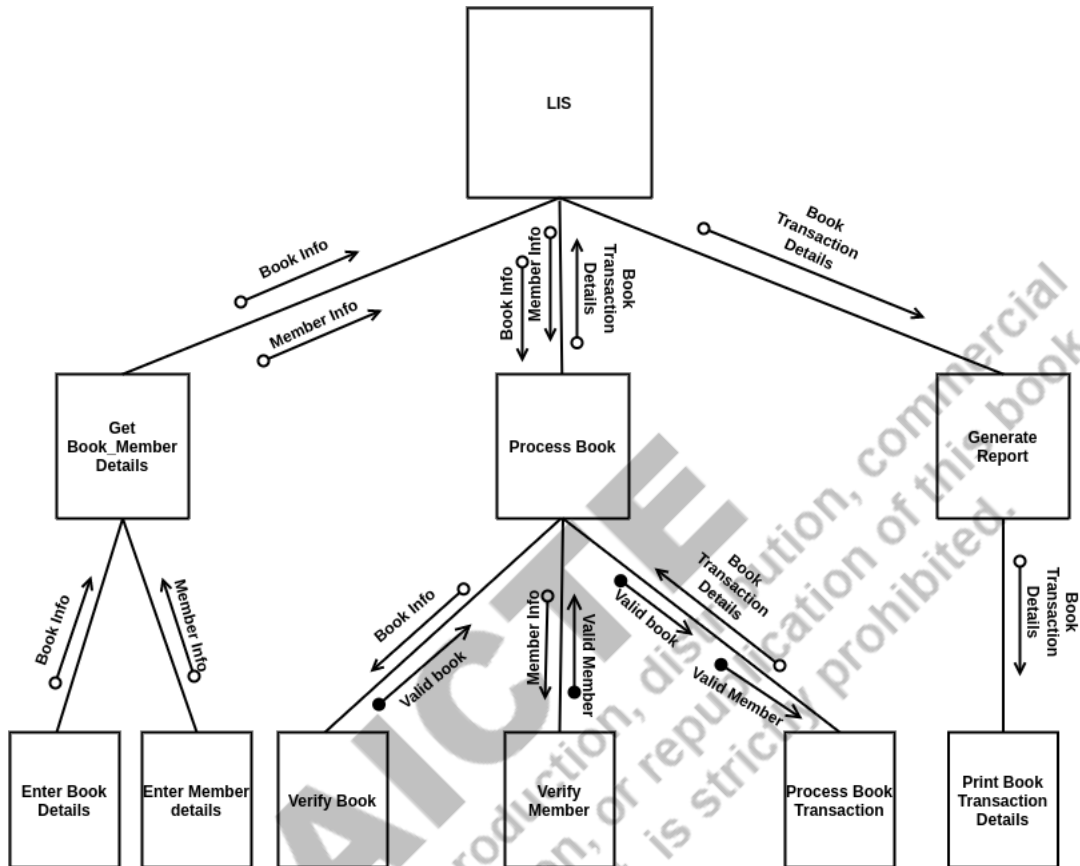 LIS
Book Info
Member Info
Book Info
Member Info
Book
Transaction
Details
Book
Transaction
Details
Get
Book_Member
Details
Process Book
Generate
Report
Book Info
Member Info
Book Info
Valid book
Member Info
Valid Member
Book
Transaction
Details
Valid book
Valid Member
Book
Transaction
Details
Enter Book
Details
Enter Member
details
Verify Book
Verify
Member
Process Book
Transaction
Print Book
Transaction
Details
AICTE
roduction, distribution, commercial
on, or republication of this book
is strictly prohibited.